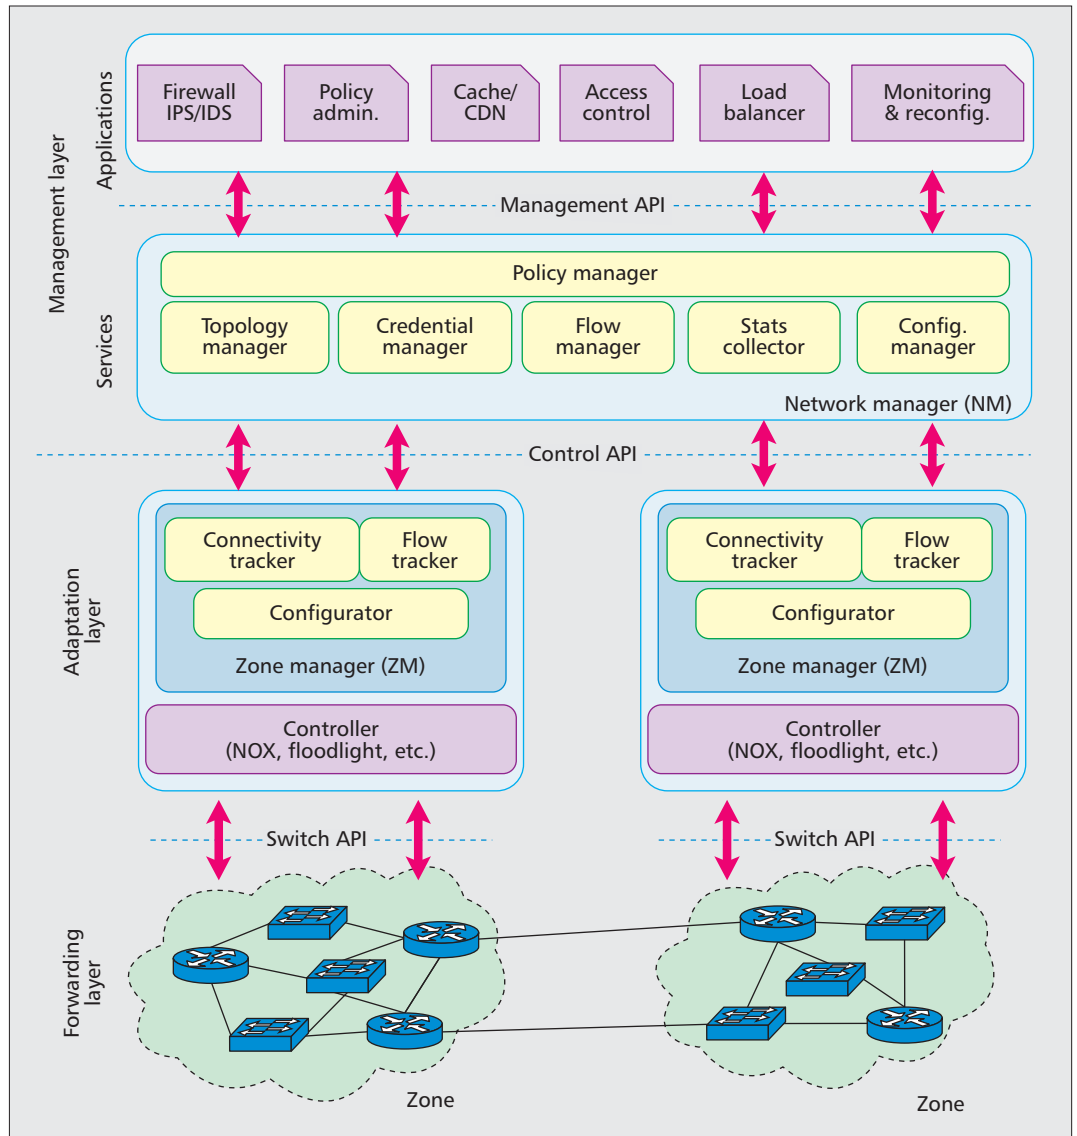 Management layer
Applications
Firewall
IPS/IDS
Policy
admin.
Cache/
CDN
Access
control
Load
balancer
Monitoring
& reconfig.
Management API
Services
Policy manager
Topology
manager
Credential
manager
Flow
manager
Stats
collector
Config.
manager
Network manager (NM)
Control API
Adaptation
layer
Connectivity
tracker
Flow
tracker
Configurator
Zone manager (ZM)
Controller
(NOX, floodlight, etc.)
Connectivity
tracker
Flow
tracker
Configurator
Zone manager (ZM)
Controller
(NOX, floodlight, etc.)
Switch API
Switch API
Forwarding
layer
Zone
Zone